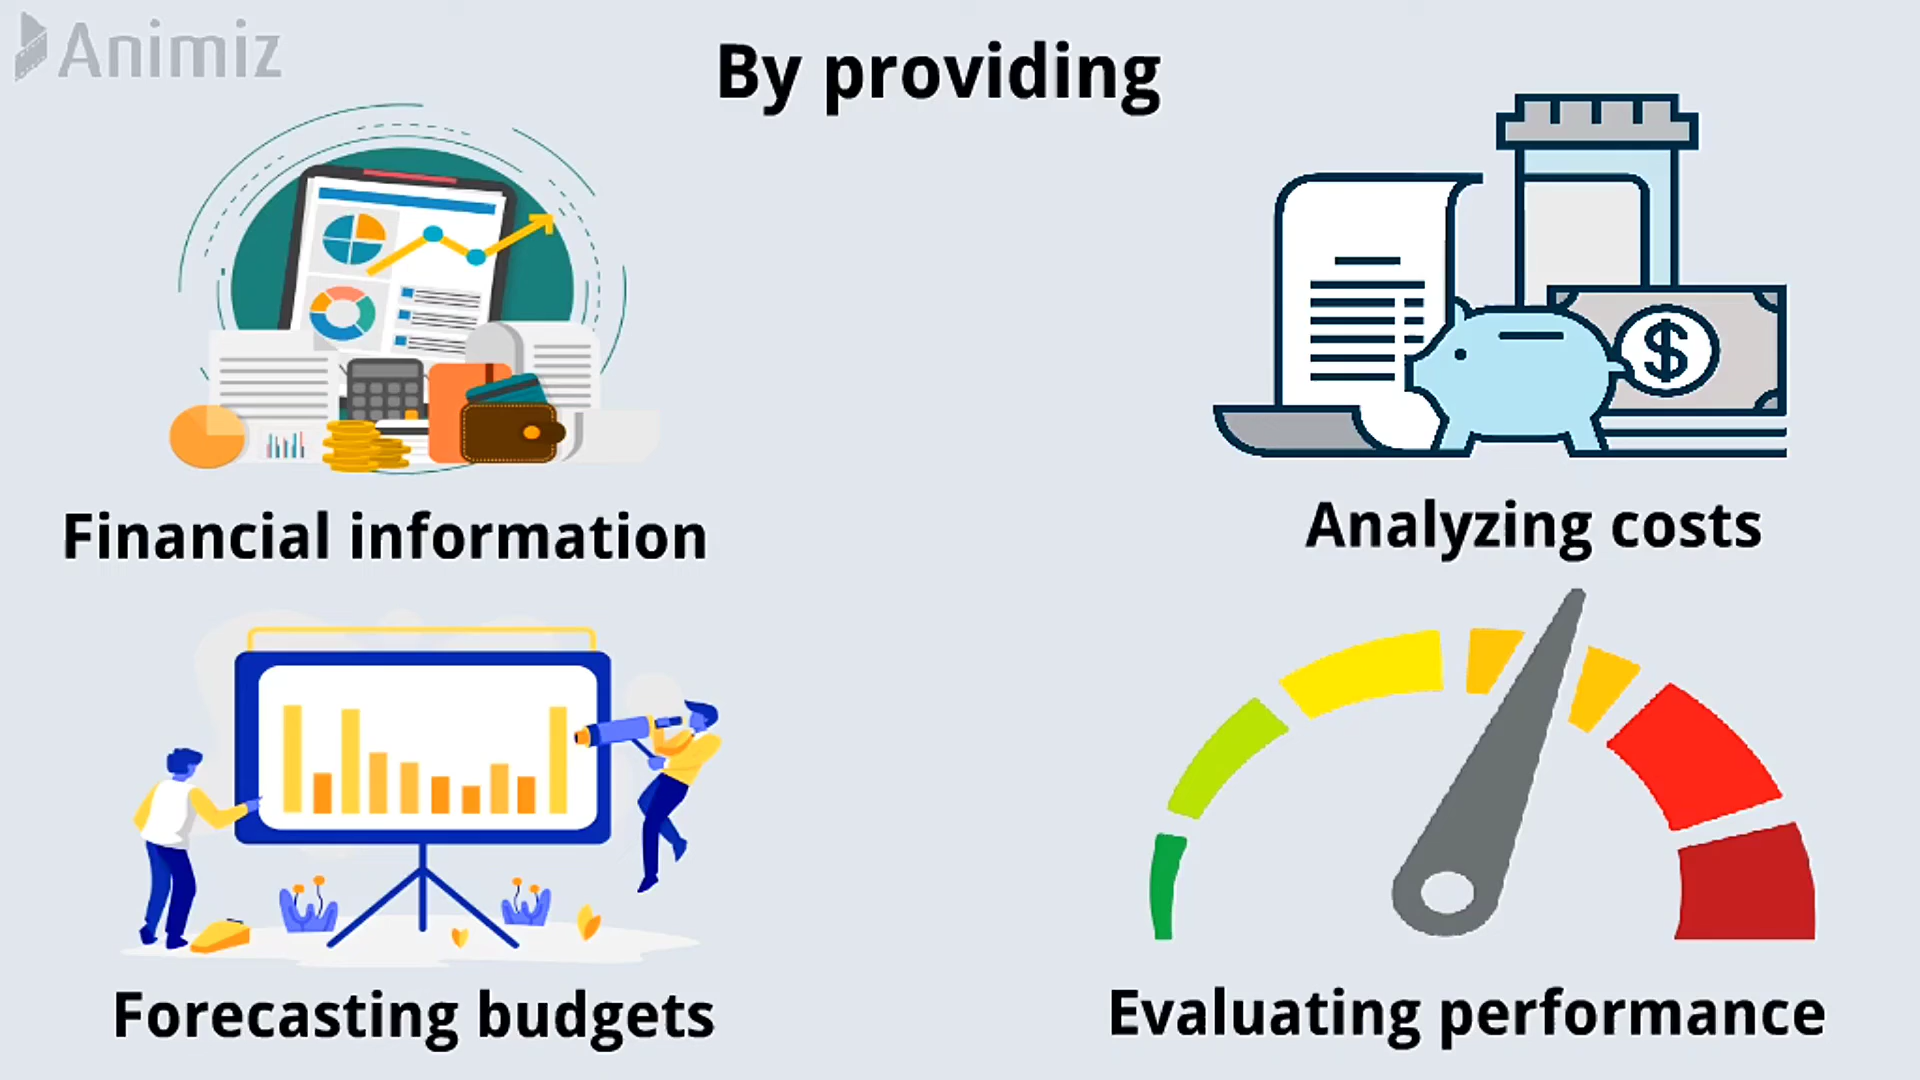 Animiz
By providing
$
Financial information
Analyzing costs
Forecasting budgets
Evaluating performance